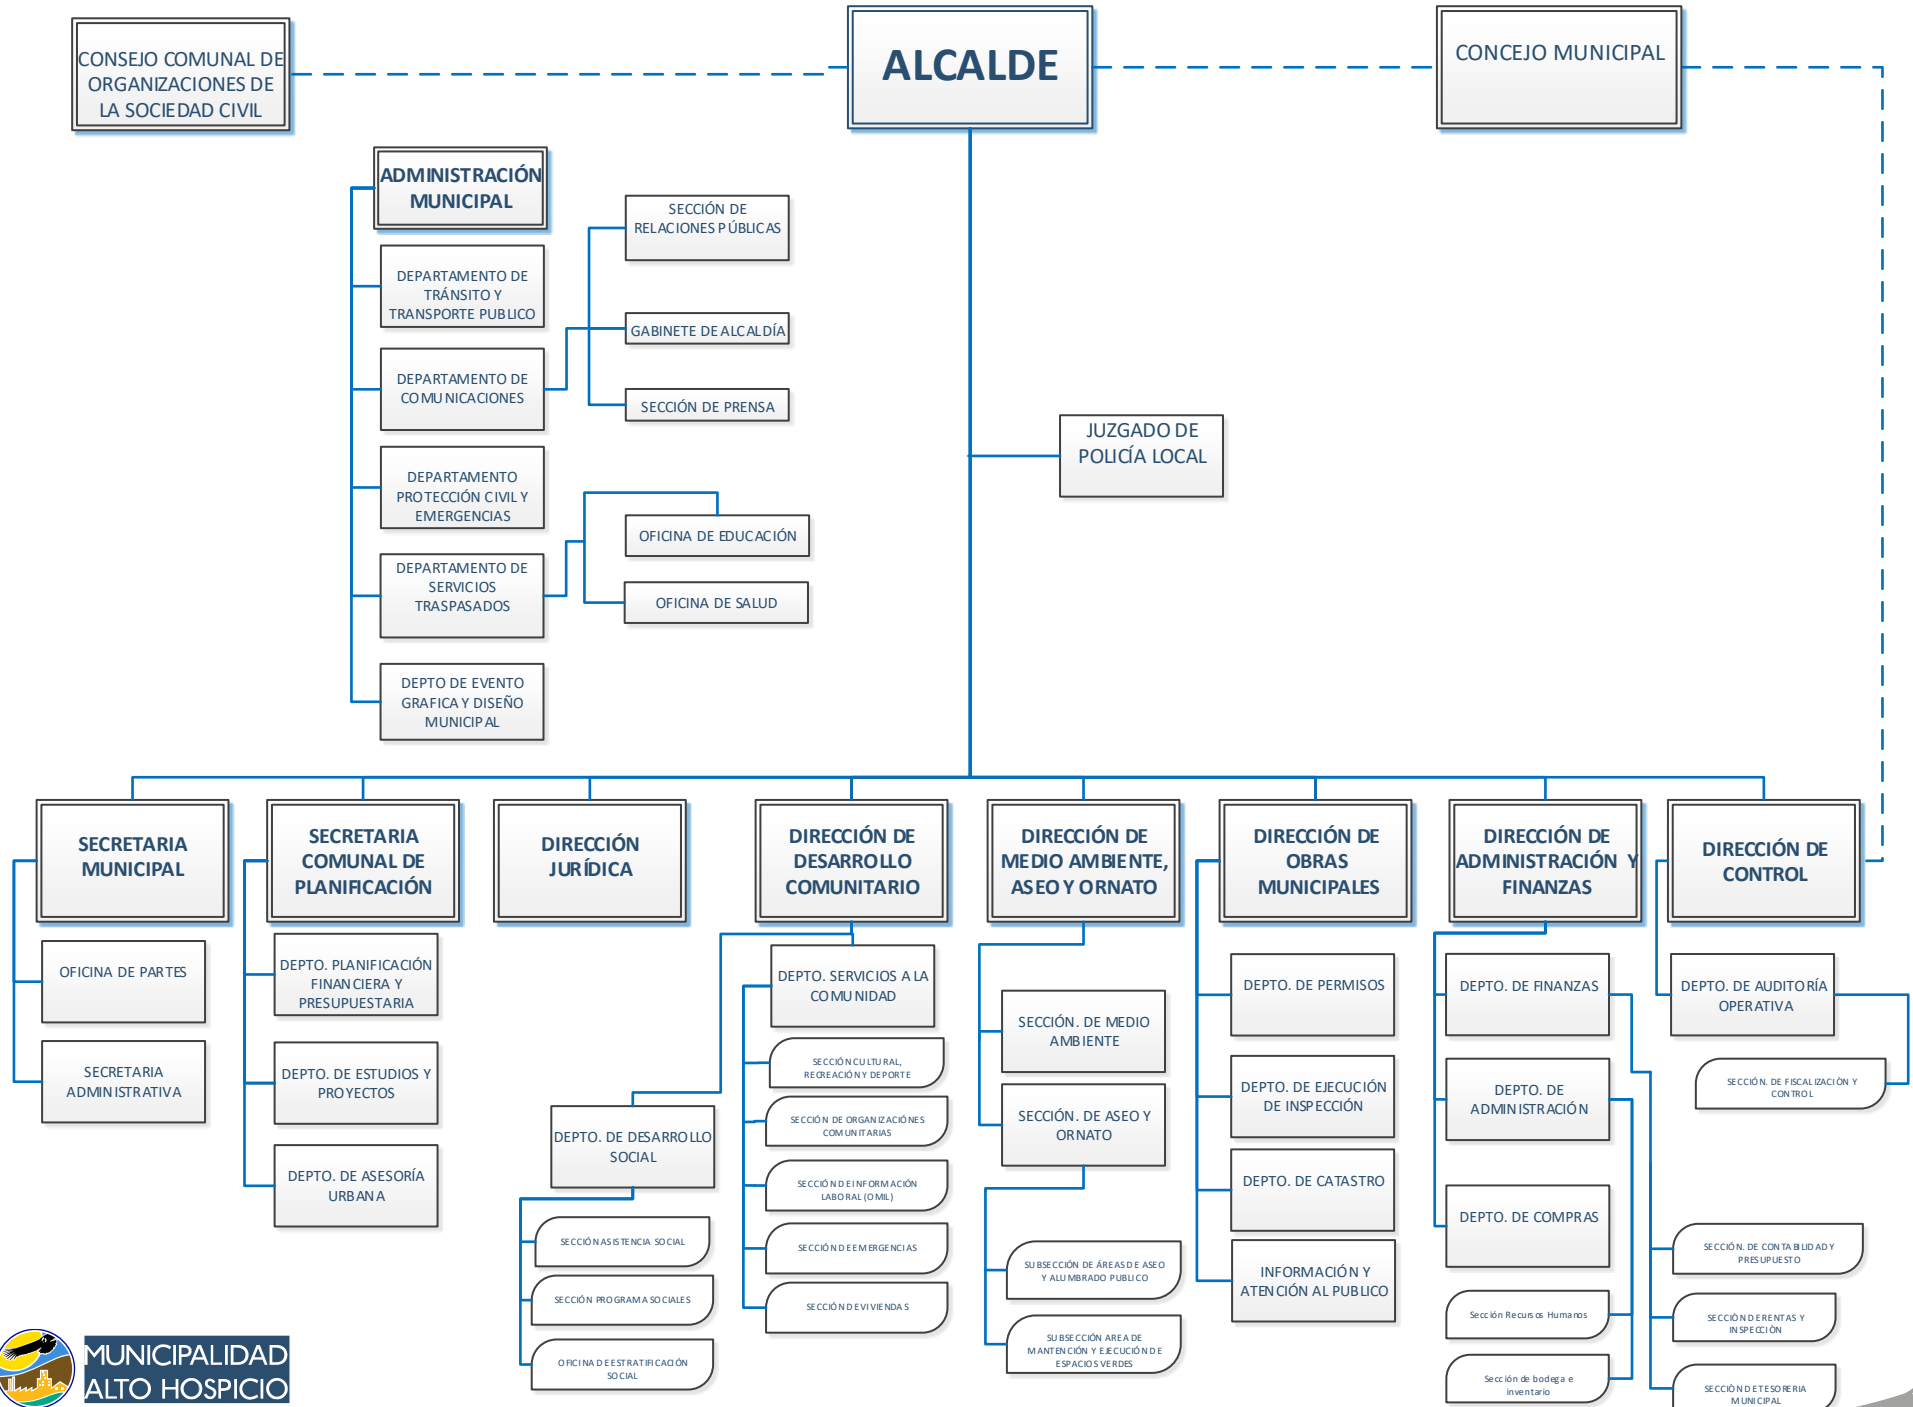 CONSEJO COMUNAL DE
ORGANIZACIONES DE
LA SOCIEDAD CIVIL
ALCALDE
CONCEJO MUNICIPAL
ADMINISTRACIÓN
MUNICIPAL
DEPARTAMENTO DE
TRÁNSITO Y
TRANSPORTE PUBLICO
DEPARTAMENTO DE
COMUNICACIONES
DEPARTAMENTO
PROTECCIÓN CIVIL Y
EMERGENCIAS
DEPARTAMENTO DE
SERVICIOS
TRASPASADOS
DEPTO DE EVENTO
GRAFICA Y DISEÑO
MUNICIPAL
SECCIÓN DE
RELACIONES PÚBLICAS
GABINETE DE ALCALDÍA
SECCIÓN DE PRENSA
OFICINA DE EDUCACIÓN
OFICINA DE SALUD
JUZGADO DE
POLICÍA LOCAL
SECRETARIA
MUNICIPAL
OFICINA DE PARTES
SECRETARIA
ADMINISTRATIVA
SECRETARIA
COMUNAL DE
PLANIFICACIÓN
DEPTO. PLANIFICACIÓN
FINANCIERA Y
PRESUPUESTARIA
DEPTO. DE ESTUDIOS Y
PROYECTOS
DEPTO. DE ASESORÍA
URBANA
DIRECCIÓN
JURÍDICA
DIRECCIÓN DE
DESARROLLO
COMUNITARIO
DEPTO. DE DESARROLLO
SOCIAL
SECCIÓN ASISTENCIA SOCIAL
SECCIÓN PROGRAMA SOCIALES
OFICINA DE ESTRATIFICACIÓN
SOCIAL
DEPTO. SERVICIOS A LA
COMUNIDAD
SECCIÓN CULTURAL,
RECREACIÓN Y DEPORTE
SECCIÓN DE ORGANIZACIÓNES
COMUNITARIAS
SECCIÓN DE INFORMACIÓN
LABORAL (OMIL)
SECCIÓN DE EMERGENCIAS
SECCIÓN DE VIVIENDAS
DIRECCIÓN DE
MEDIO AMBIENTE,
ASEO Y ORNATO
SECCIÓN. DE MEDIO
AMBIENTE
SECCIÓN. DE ASEO Y
ORNATO
SUBSECCIÓN DE ÁREAS DE ASEO
Y ALUMBRADO PUBLICO
SUBSECCIÓN AREA DE
MANTENCIÓN Y EJECUCIÓN DE
ESPACIOS VERDES
DIRECCIÓN DE
OBRAS
MUNICIPALES
DEPTO. DE PERMISOS
DEPTO. DE EJECUCIÓN
DE INSPECCIÓN
DEPTO. DE CATASTRO
INFORMACIÓN Y
ATENCIÓN AL PUBLICO
DIRECCIÓN DE
ADMINISTRACIÓN Y
FINANZAS
DEPTO. DE FINANZAS
DEPTO. DE
ADMINISTRACIÓN
DEPTO. DE COMPRAS
Sección Recursos Humanos
Sección de bodega e
inventario
SECCIÓN. DE CONTABILIDAD Y
PRESUPUESTO
SECCIÒN DE RENTAS Y
INSPECCIÒN
SECCIÒN DE TESORERIA
MUNICIPAL
DIRECCIÓN DE
CONTROL
DEPTO. DE AUDITORÍA
OPERATIVA
SECCIÓN. DE FISCALIZACIÒN Y
CONTROL
MUNICIPALIDAD
ALTO HOSPICIO